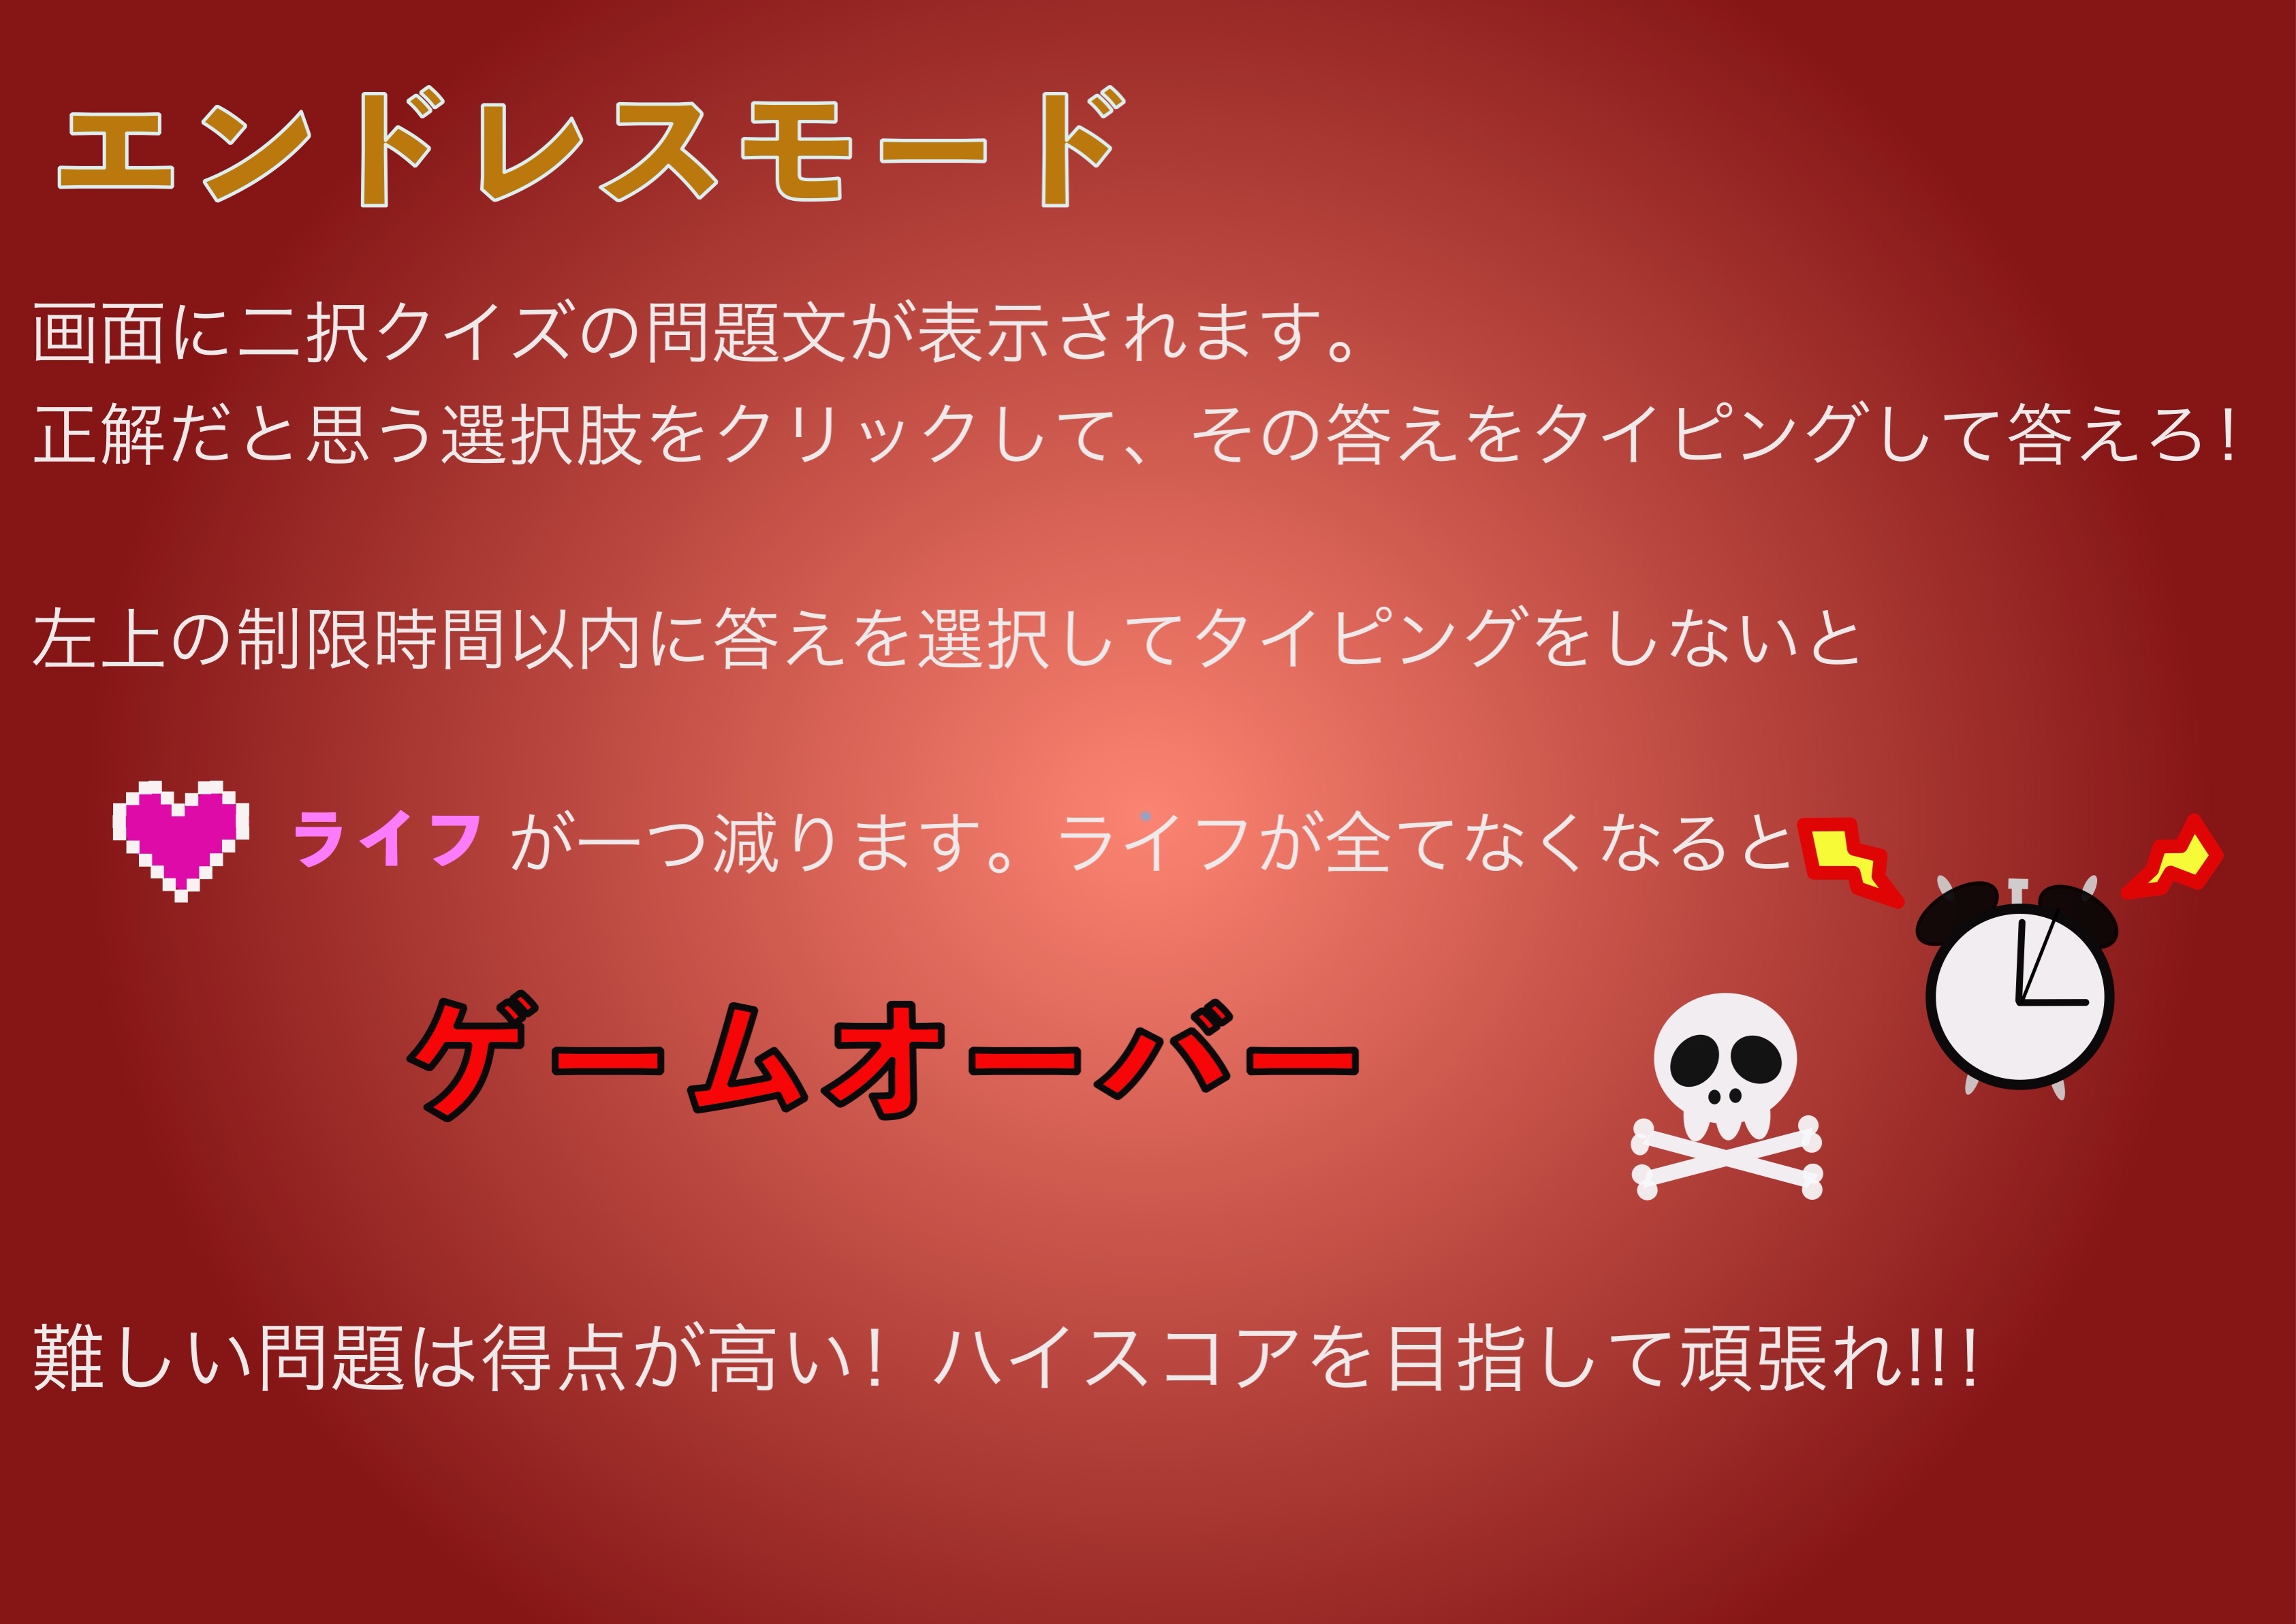 エンドレスモード
画面に二択クイズの問題文が表示されます。
正解だと思う選択肢をクリックして、その答えをタイピングして答えろ！
左上の制限時間以内に答えを選択してタイピングをしないと
ライフ が一つ減ります。 ライフが全てなくなると
ゲームオーバー
難しい問題は得点が高い！ ハイスコアを目指して頑張れ!!！